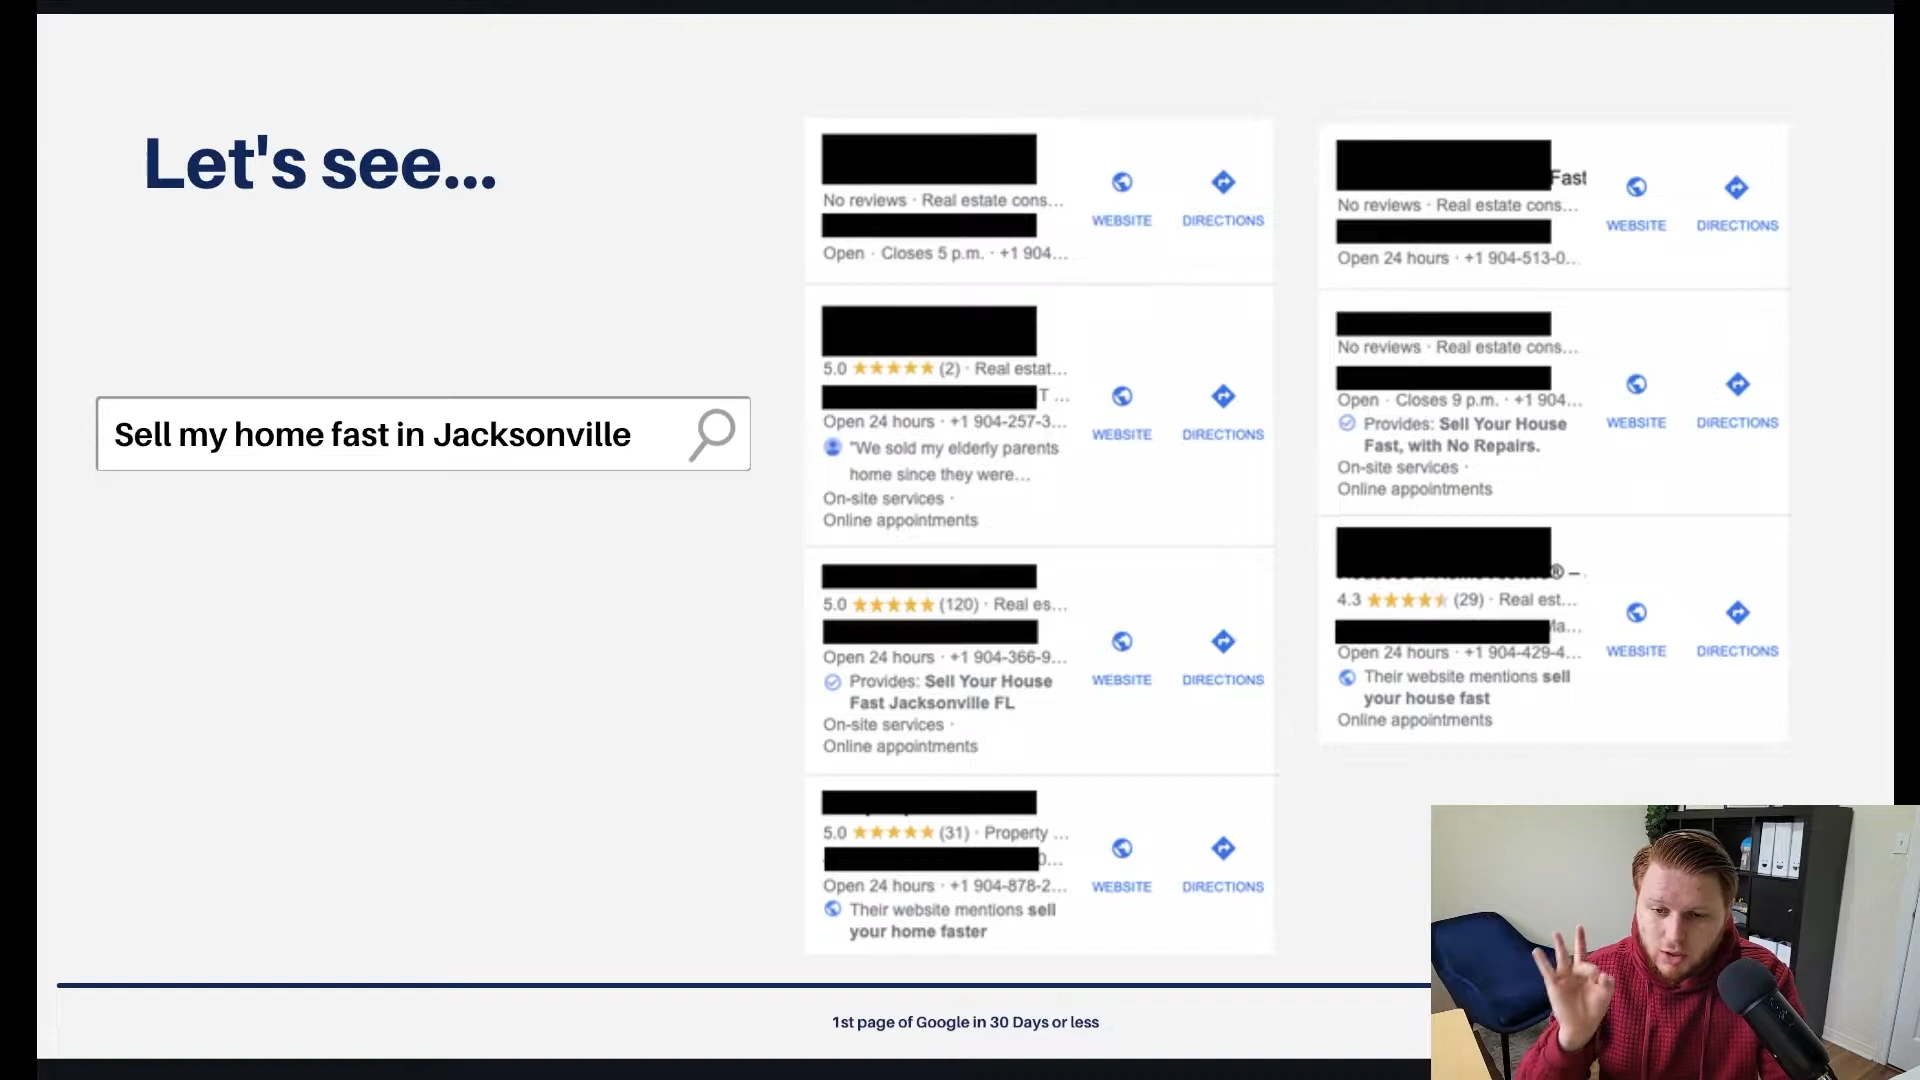 Let's see...
Sell my home fast in Jacksonville
No reviews · Real estate cons...
Open · Closes 5 p.m. · +1 904...
WEBSITE
DIRECTIONS
5.0 (2) · Real estat...
T ...
Open 24 hours · +1 904-257-3...
"We sold my elderly parents
home since they were...
On-site services ·
Online appointments
WEBSITE
DIRECTIONS
5.0 (120) · Real es...
Open 24 hours · +1 904-366-9...
Provides: Sell Your House
Fast Jacksonville FL
On-site services ·
Online appointments
WEBSITE
DIRECTIONS
5.0 (31) · Property ...
0...
Open 24 hours · +1 904-878-2...
Their website mentions sell
your home faster
WEBSITE
DIRECTIONS
Fast
No reviews · Real estate cons...
Open 24 hours · +1 904-513-0...
WEBSITE
DIRECTIONS
No reviews · Real estate cons...
Open · Closes 9 p.m. · +1 904...
Provides: Sell Your House
Fast, with No Repairs.
On-site services ·
Online appointments
WEBSITE
DIRECTIONS
® – .
4.3 (29) · Real est...
Ma...
Open 24 hours · +1 904-429-4...
Their website mentions sell
your house fast
Online appointments
WEBSITE
DIRECTIONS
1st page of Google in 30 Days or less